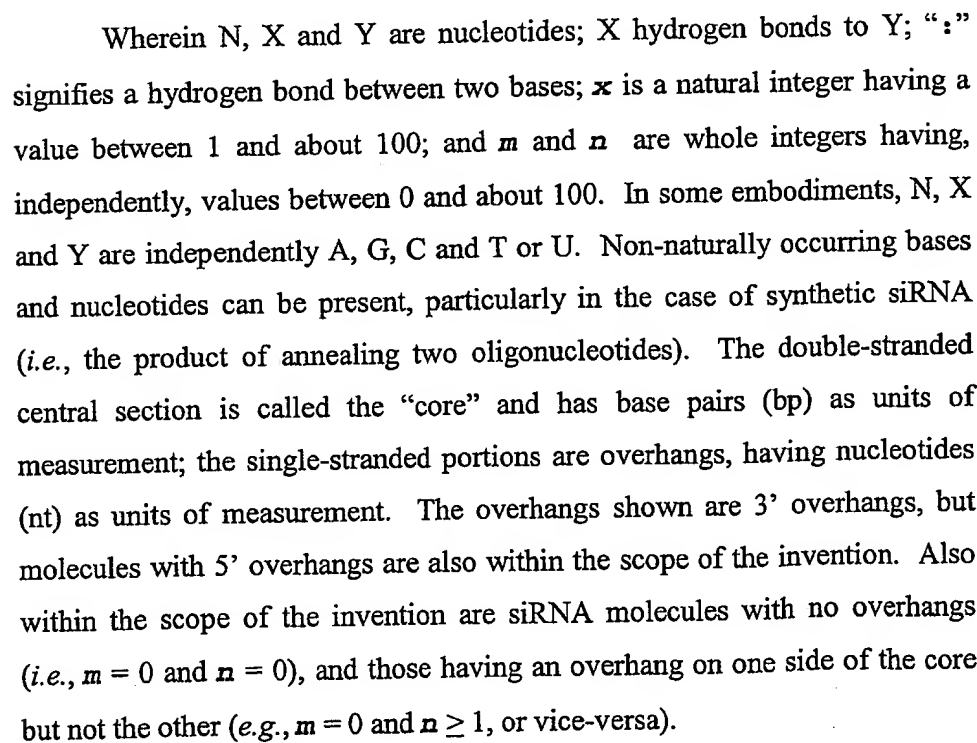 Wherein N, X and Y are nucleotides; X hydrogen bonds to Y; “:”
signifies a hydrogen bond between two bases; x is a natural integer having a
value between 1 and about 100; and m and n are whole integers having,
independently, values between 0 and about 100. In some embodiments, N, X
and Y are independently A, G, C and T or U. Non-naturally occurring bases
and nucleotides can be present, particularly in the case of synthetic siRNA
(i.e., the product of annealing two oligonucleotides). The double-stranded
central section is called the “core” and has base pairs (bp) as units of
measurement; the single-stranded portions are overhangs, having nucleotides
(nt) as units of measurement. The overhangs shown are 3’ overhangs, but
molecules with 5’ overhangs are also within the scope of the invention. Also
within the scope of the invention are siRNA molecules with no overhangs
(i.e., m = 0 and n = 0), and those having an overhang on one side of the core
but not the other (e.g., m = 0 and n ≥ 1, or vice-versa).